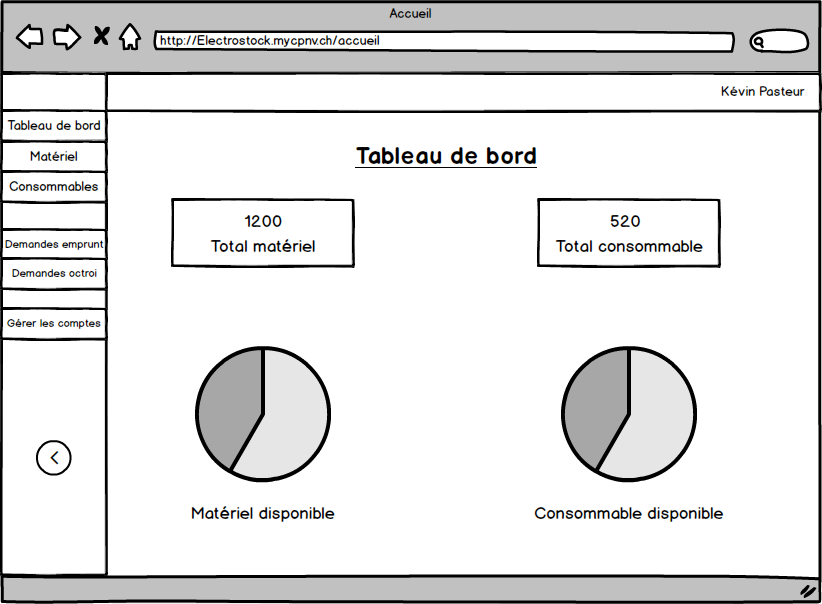 Accueil
http://Electrostock.mycpnv.ch/accueil
Kévin Pasteur
Tableau de bord
Matériel
Consommables
Demandes emprunt
Demandes octroi
Gérer les comptes
Tableau de bord
1200
Total matériel
520
Total consommable
Matériel disponible
Consommable disponible